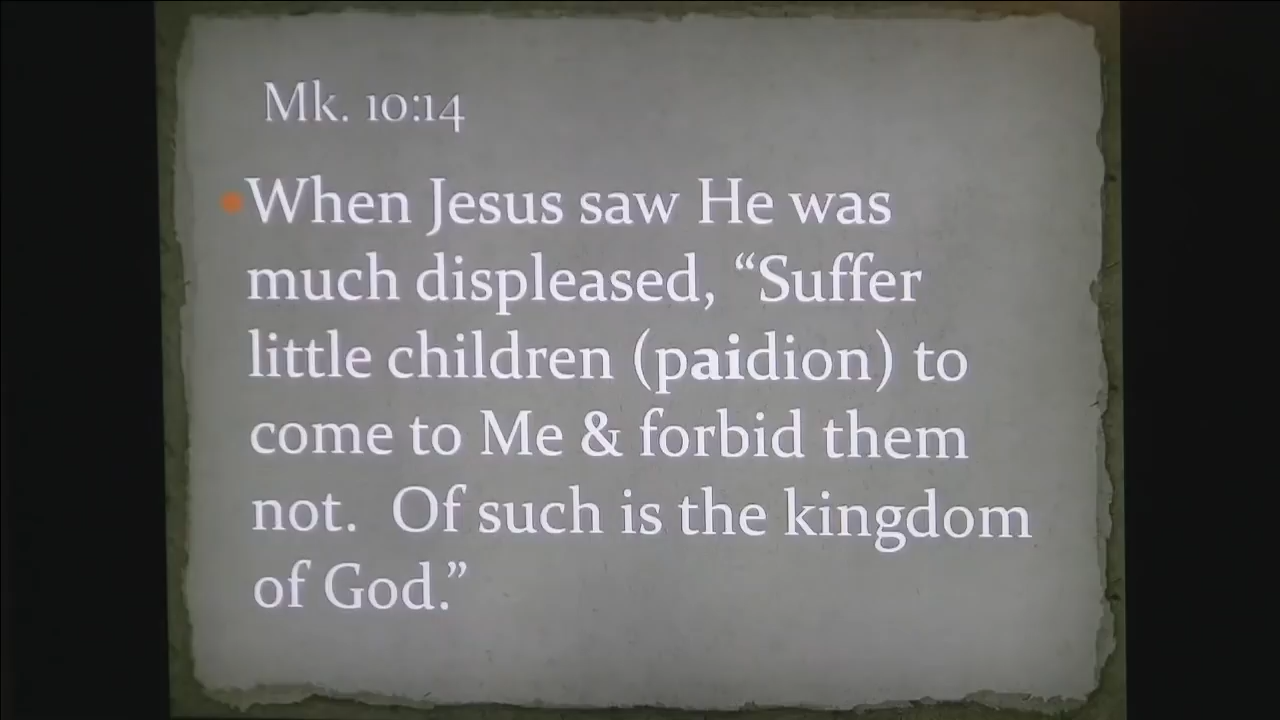 Mk. 10:14
•When Jesus saw He was
much displeased, “Suffer
little children (paidion) to
come to Me & forbid them
not.  Of such is the kingdom
of God.”